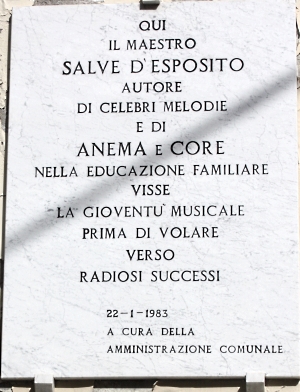 QUI
IL MAESTRO
SALVE D'ESPOSITO
AUTORE
DI CELEBRI MELODIE
E DI
ANEMA E CORE
NELLA EDUCAZIONE FAMILIARE
VISSE
LA GIOVENTU' MUSICALE
PRIMA DI VOLARE
VERSO
RADIOSI SUCCESSI
22-1-1983
A CURA DELLA
AMMINISTRAZIONE COMUNALE